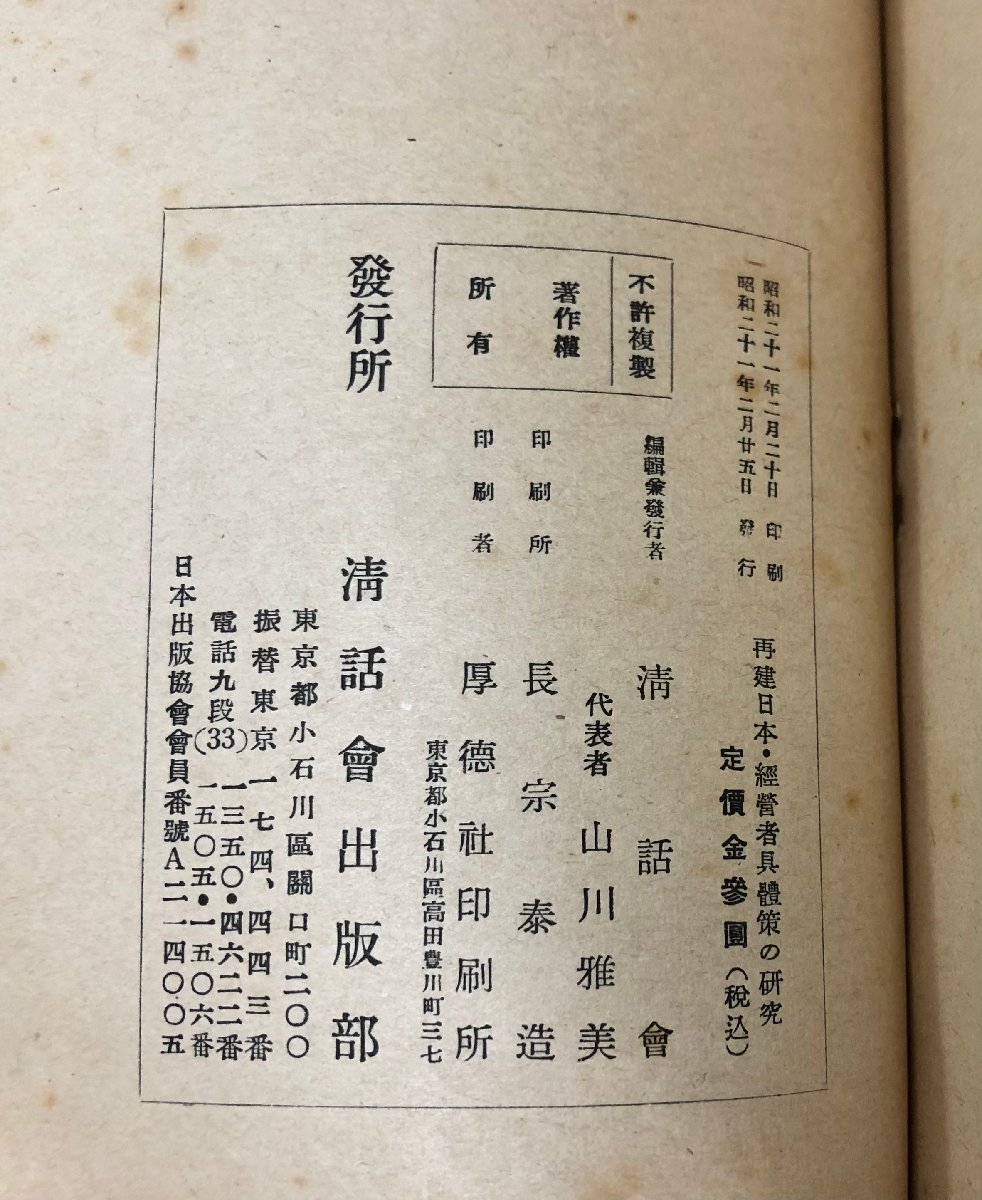 昭和二十一年二月二十日　印刷
昭和二十一年二月廿五日　發行
再建日本・經營者具體策の研究
定價金參圓(稅込)
不許複製
著作權
所有
編輯兼發行者　淸話會
代表者　山川雅美
印刷所　長宗泰造
印刷者　厚德社印刷所
東京都小石川區高田豊川町三七
發行所　淸話會出版部
東京都小石川區關口町二〇〇
振替東京一七四、四四三番
電話九段(33)一三五〇・四六二二番
一五〇五・一五〇六番
日本出版協會會員番號A二一四〇〇五